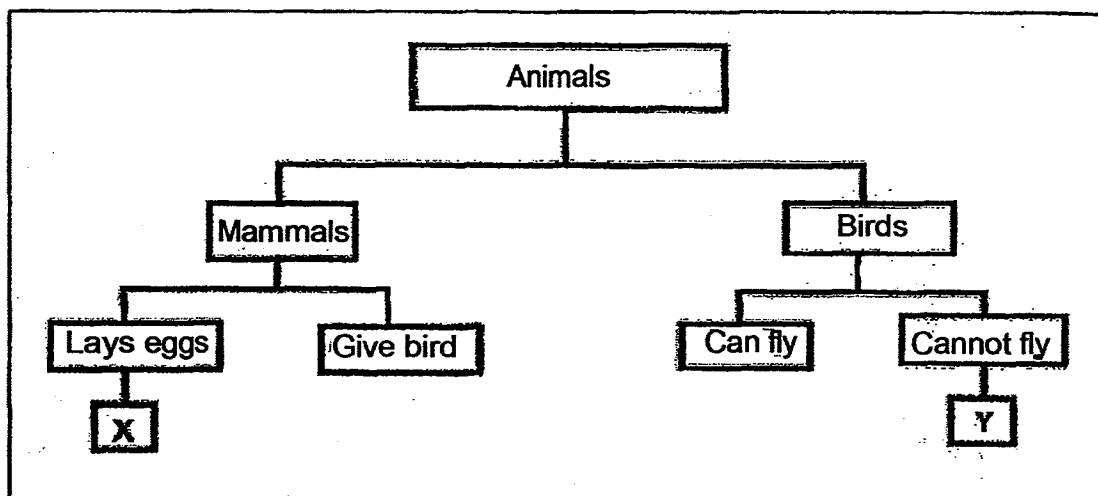 Animals
Mammals
Birds
Lays eggs
Give bird
Can fly
Cannot fly
X
Y